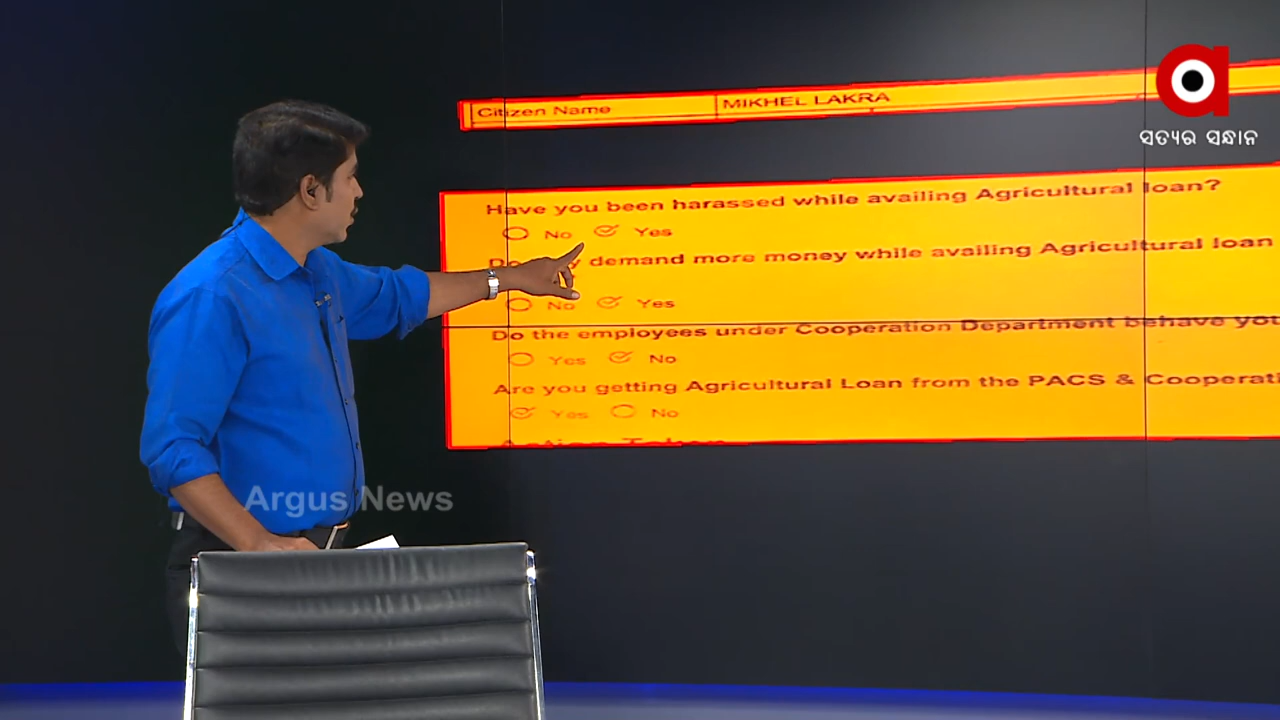 Citizen Name MIKHEL LAKRA
ସତ୍ୟର ସନ୍ଧାନ
Have you been harassed while availing Agricultural loan?
No Yes
demand more money while availing Agricultural loan
No Yes
Do the employees under Cooperation Department behave you
Yes No
Are you getting Agricultural Loan from the PACS & Cooperati
Yes No
Argus News